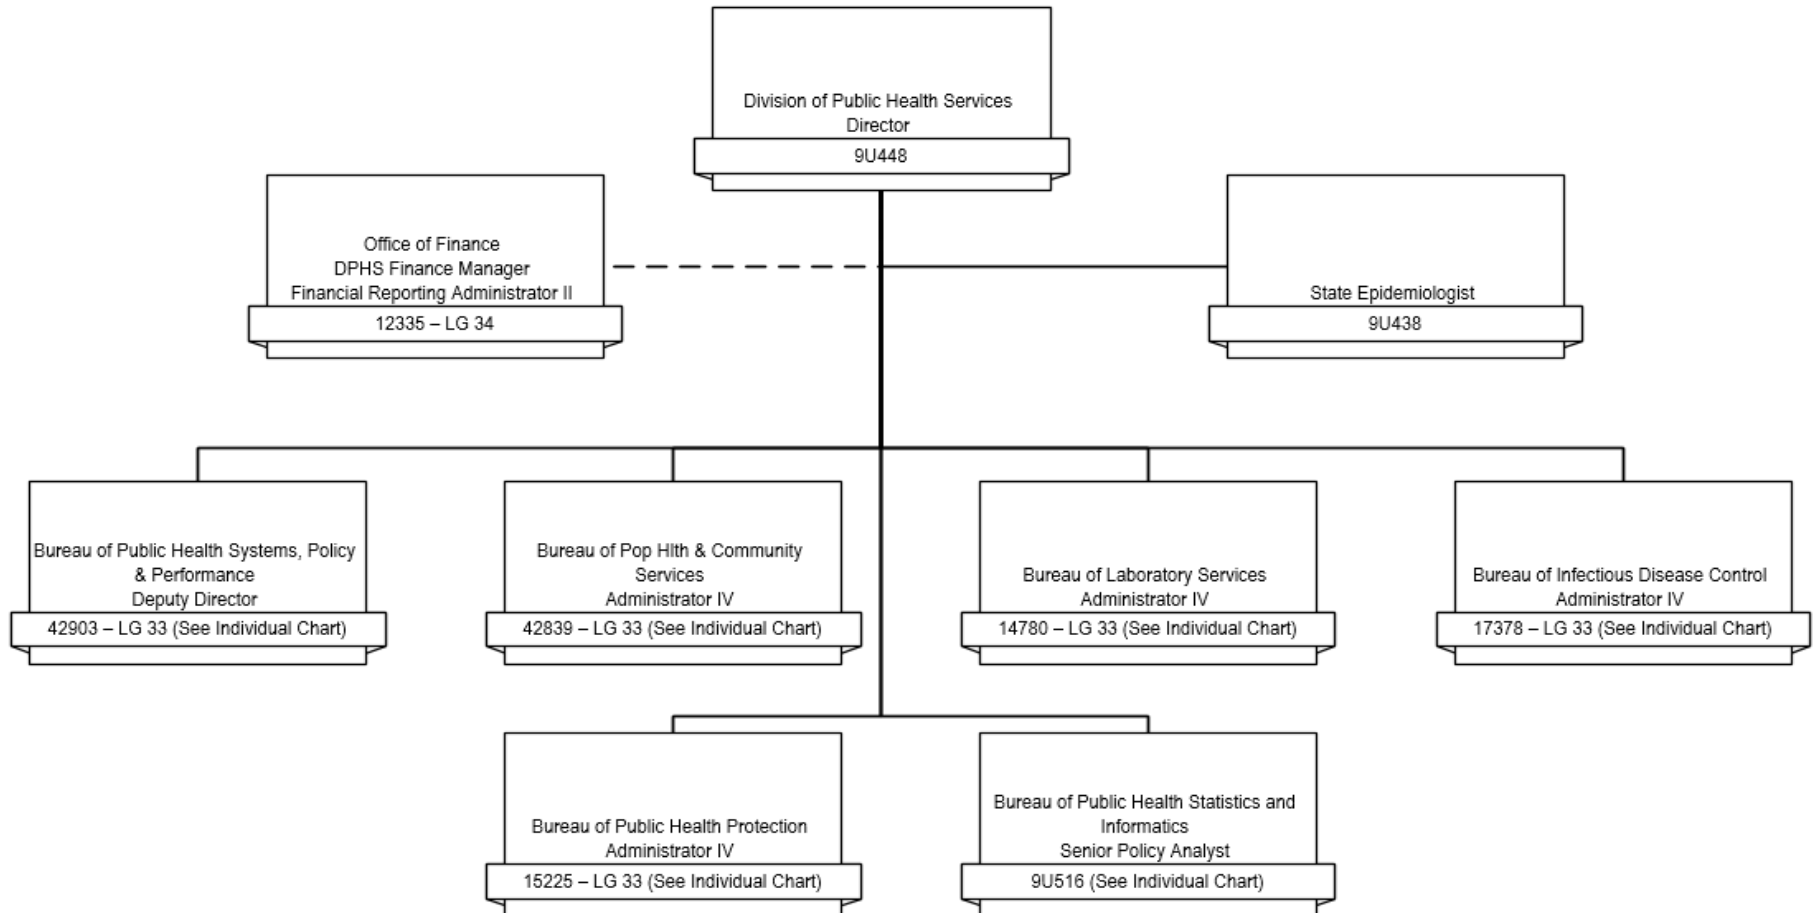 Division of Public Health Services
Director
9U448
Office of Finance
DPHS Finance Manager
Financial Reporting Administrator II
12335 – LG 34
State Epidemiologist
9U438
Bureau of Public Health Systems, Policy
& Performance
Deputy Director
42903 – LG 33 (See Individual Chart)
Bureau of Pop Hlth & Community
Services
Administrator IV
42839 – LG 33 (See Individual Chart)
Bureau of Laboratory Services
Administrator IV
14780 – LG 33 (See Individual Chart)
Bureau of Infectious Disease Control
Administrator IV
17378 – LG 33 (See Individual Chart)
Bureau of Public Health Protection
Administrator IV
15225 – LG 33 (See Individual Chart)
Bureau of Public Health Statistics and
Informatics
Senior Policy Analyst
9U516 (See Individual Chart)